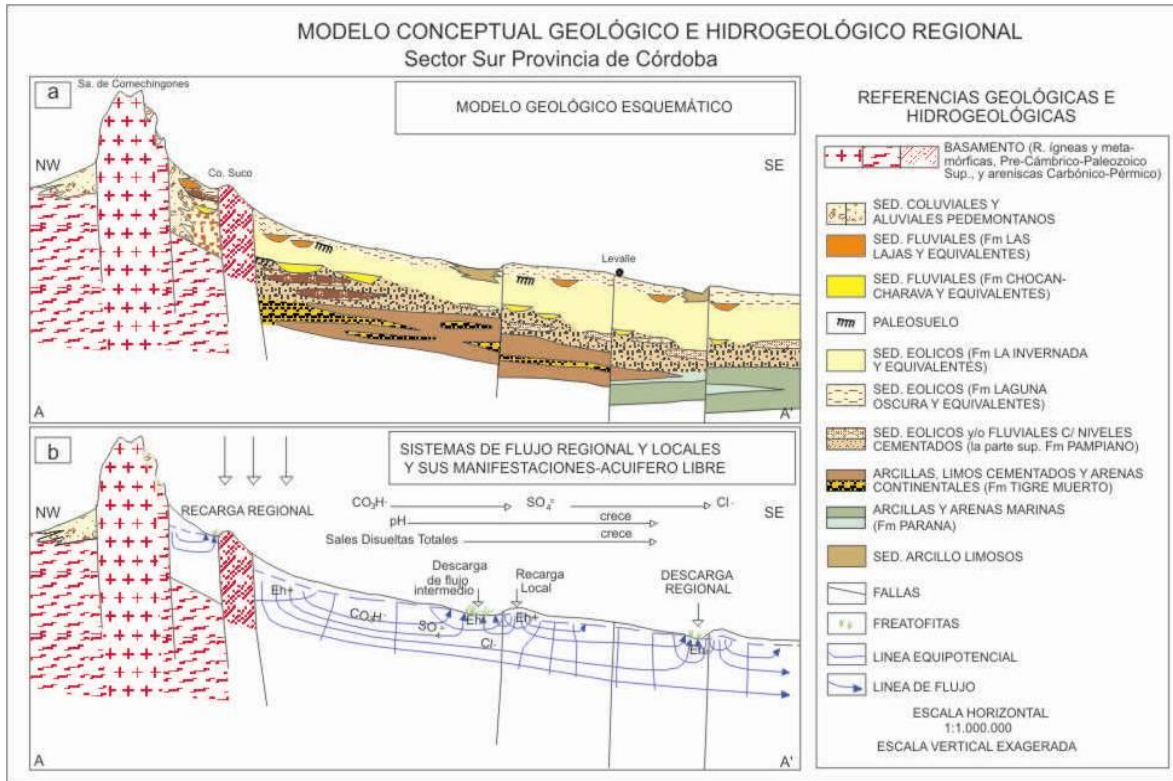 MODELO CONCEPTUAL GEOLÓGICO E HIDROGEOLÓGICO REGIONAL
Sector Sur Provincia de Córdoba
a
Sa. de Comechingones
MODELO GEOLÓGICO ESQUEMÁTICO
NW
Co. Suco
SE
Levalle
A
A'
b
SISTEMAS DE FLUJO REGIONAL Y LOCALES
Y SUS MANIFESTACIONES-ACUIFERO LIBRE
NW
RECARGA REGIONAL
CO₃H-
SO₄=
Cl -
SE
pH
crece
Sales Disueltas Totales
crece
Descarga
de flujo
intermedio
Recarga
Local
DESCARGA
REGIONAL
Eh+
Eh-
Eh+
Eh-
CO₃H-
SO₄=
Cl-
A
A'
REFERENCIAS GEOLÓGICAS E
HIDROGEOLÓGICAS
BASAMENTO (R. ígneas y meta-
mórficas, Pre-Cámbrico-Paleozoico
Sup., y areniscas Carbónico-Pérmico)
SED. COLUVIALES Y
ALUVIALES PEDEMONTANOS
SED. FLUVIALES (Fm LAS
LAJAS Y EQUIVALENTES)
SED. FLUVIALES (Fm CHOCAN-
CHARAVA Y EQUIVALENTES)
PALEOSUELO
SED. EOLICOS (Fm LA INVERNADA
Y EQUIVALENTES)
SED. EOLICOS (Fm LAGUNA
OSCURA Y EQUIVALENTES)
SED. EOLICOS y/o FLUVIALES C/ NIVELES
CEMENTADOS (la parte sup. Fm PAMPIANO)
ARCILLAS, LIMOS CEMENTADOS Y ARENAS
CONTINENTALES (Fm TIGRE MUERTO)
ARCILLAS Y ARENAS MARINAS
(Fm PARANA)
SED. ARCILLO LIMOSOS
FALLAS
FREATOFITAS
LINEA EQUIPOTENCIAL
LINEA DE FLUJO
ESCALA HORIZONTAL
1:1.000.000
ESCALA VERTICAL EXAGERADA